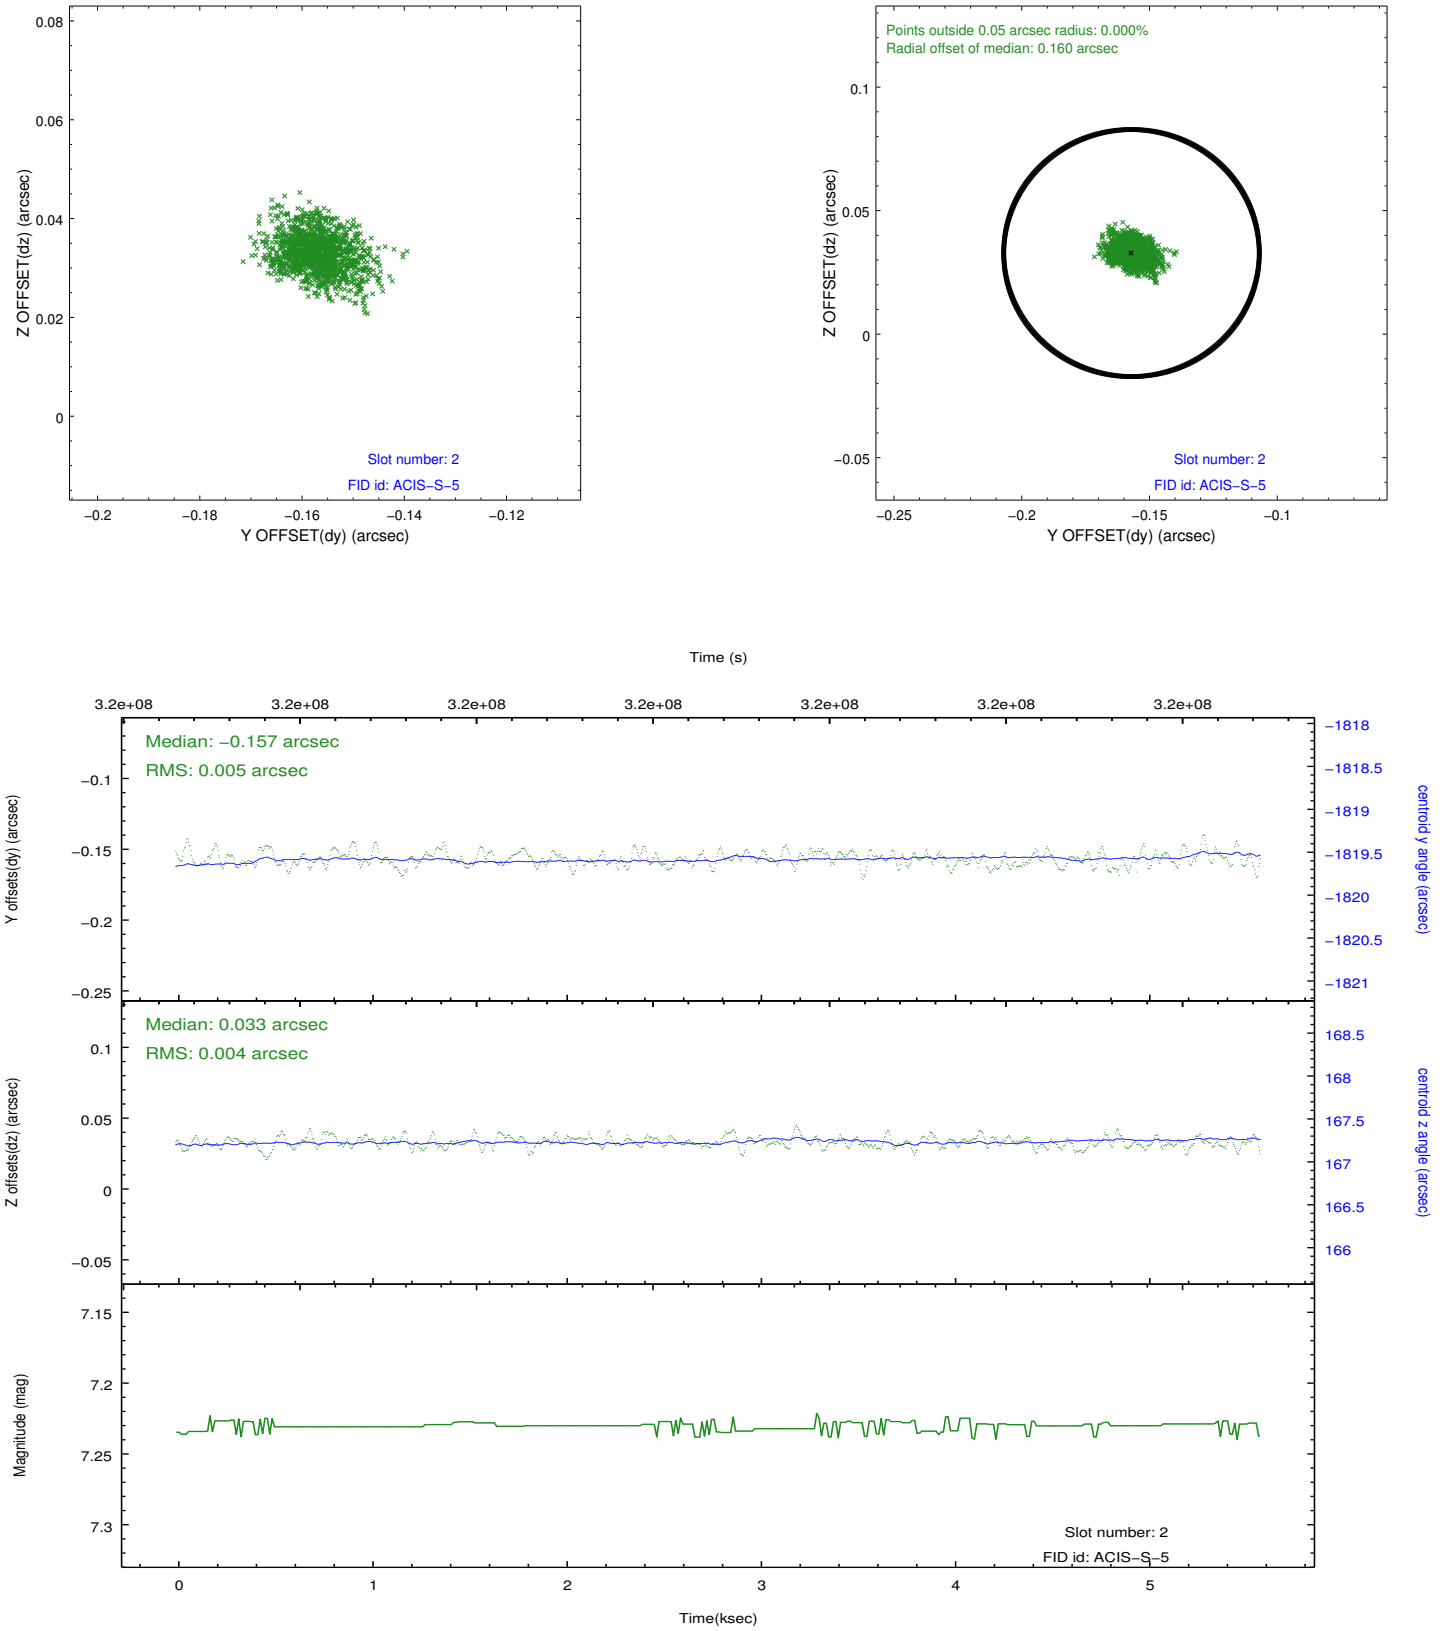 0.08
0.06
0.04
0.02
0
Z OFFSET(dz) (arcsec)
Slot number: 2
FID id: ACIS−S−5
−0.2
−0.18
−0.16
−0.14
−0.12
Y OFFSET(dy) (arcsec)
Points outside 0.05 arcsec radius: 0.000%
Radial offset of median: 0.160 arcsec
0.1
0.05
0
−0.05
Z OFFSET(dz) (arcsec)
Slot number: 2
FID id: ACIS−S−5
−0.25
−0.2
−0.15
−0.1
Y OFFSET(dy) (arcsec)
Time (s)
3.2e+08
3.2e+08
3.2e+08
3.2e+08
3.2e+08
3.2e+08
3.2e+08
Median: −0.157 arcsec
RMS: 0.005 arcsec
−0.1
−0.15
−0.2
−0.25
Y offsets(dy) (arcsec)
−1818
−1818.5
−1819
−1819.5
−1820
−1820.5
−1821
centroid y angle (arcsec)
Median: 0.033 arcsec
RMS: 0.004 arcsec
0.1
0.05
0
−0.05
Z offsets(dz) (arcsec)
168.5
168
167.5
167
166.5
166
centroid z angle (arcsec)
7.15
7.2
7.25
7.3
Magnitude (mag)
Slot number: 2
FID id: ACIS−S−5
0
1
2
3
4
5
Time(ksec)